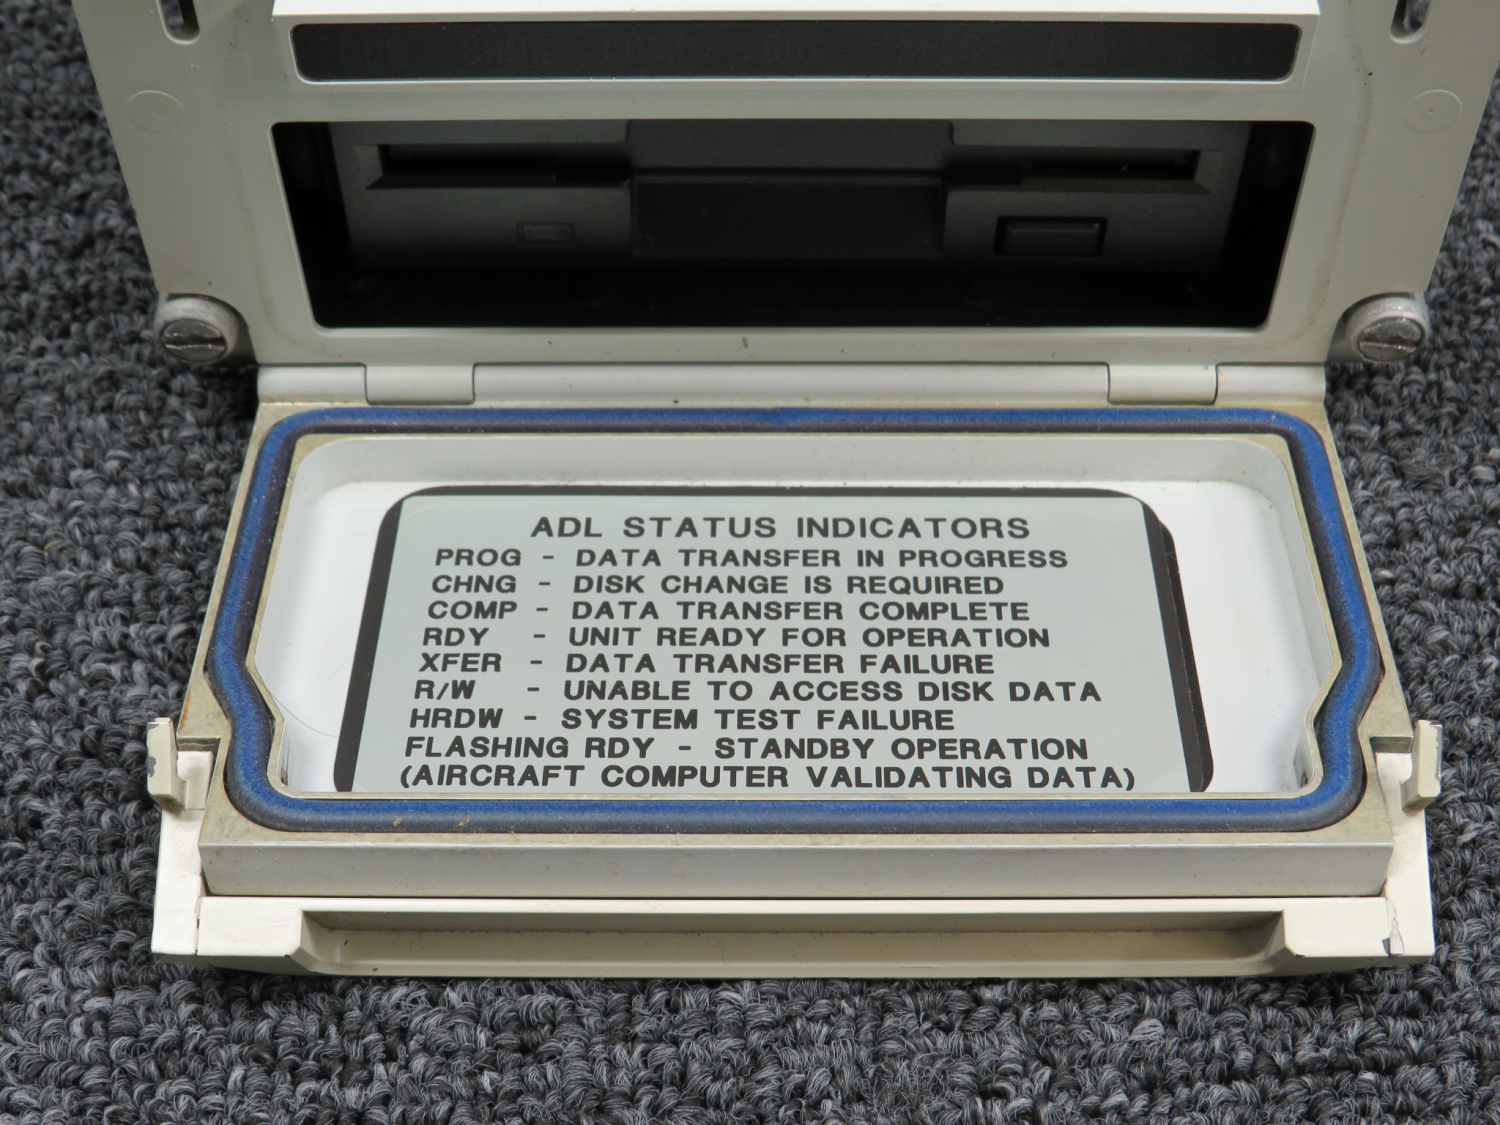 ADL STATUS INDICATORS
PROG - DATA TRANSFER IN PROGRESS
CHNG - DISK CHANGE IS REQUIRED
COMP - DATA TRANSFER COMPLETE
RDY - UNIT READY FOR OPERATION
XFER - DATA TRANSFER FAILURE
R/W - UNABLE TO ACCESS DISK DATA
HRDW - SYSTEM TEST FAILURE
FLASHING RDY - STANDBY OPERATION
(AIRCRAFT COMPUTER VALIDATING DATA)